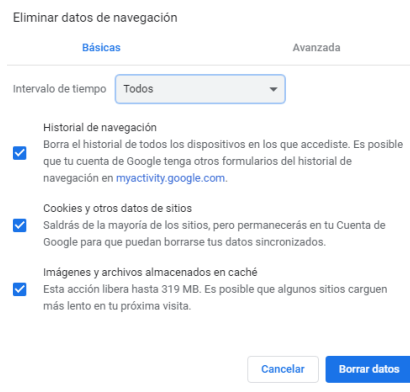 Eliminar datos de navegación
Básicas
Avanzada
Intervalo de tiempo
Todos
Historial de navegación
Borra el historial de todos los dispositivos en los que accediste. Es posible
que tu cuenta de Google tenga otros formularios del historial de
navegación en myactivity.google.com.
Cookies y otros datos de sitios
Saldrás de la mayoría de los sitios, pero permanecerás en tu Cuenta de
Google para que puedan borrarse tus datos sincronizados.
Imágenes y archivos almacenados en caché
Esta acción libera hasta 319 MB. Es posible que algunos sitios carguen
más lento en tu próxima visita.
Cancelar
Borrar datos